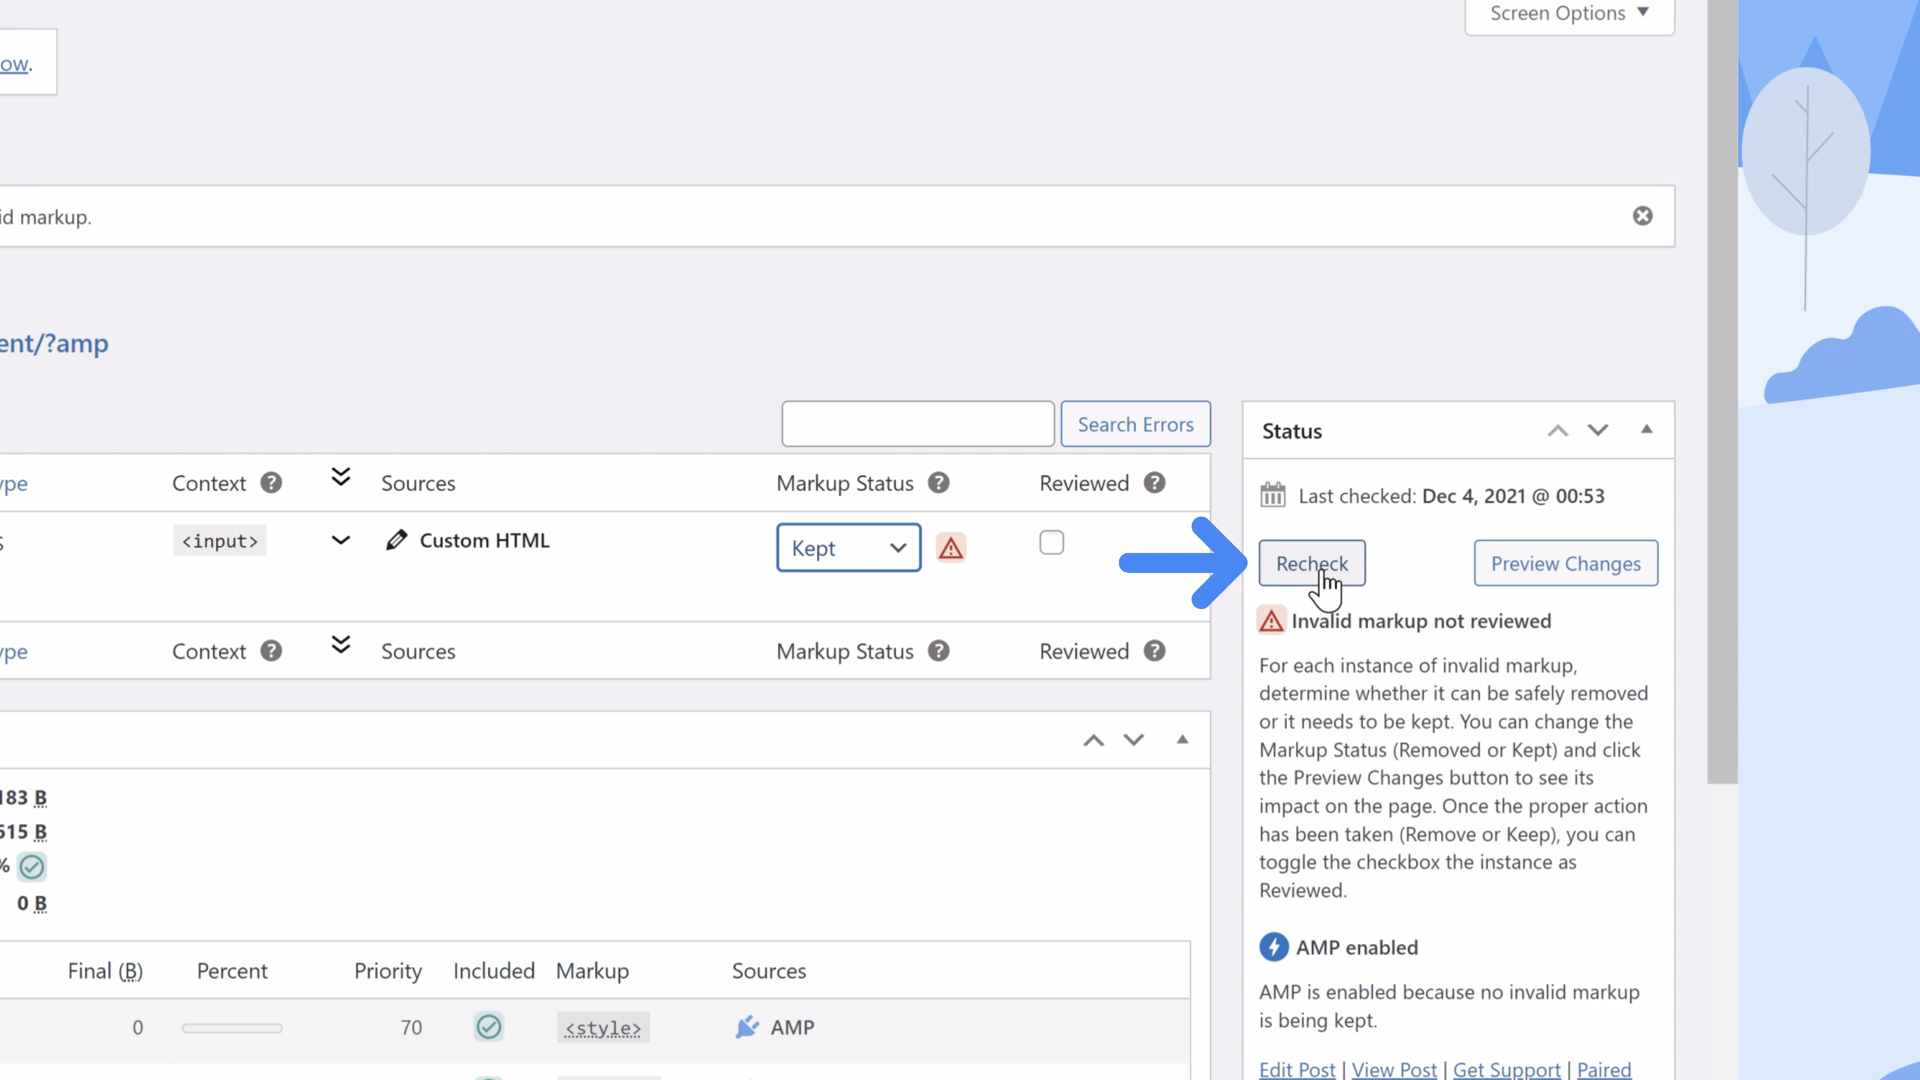 Screen Options
ow.
id markup.
ent/?amp
Search Errors
ype Context Sources Markup Status Reviewed
<input> Custom HTML Kept
ype Context Sources Markup Status Reviewed
183 B
615 B
%
0 B
Final (B) Percent Priority Included Markup Sources
0 70 <style> AMP
Status
Last checked: Dec 4, 2021 @ 00:53
Recheck Preview Changes
Invalid markup not reviewed
For each instance of invalid markup,
determine whether it can be safely removed
or it needs to be kept. You can change the
Markup Status (Removed or Kept) and click
the Preview Changes button to see its
impact on the page. Once the proper action
has been taken (Remove or Keep), you can
toggle the checkbox the instance as
Reviewed.
AMP enabled
AMP is enabled because no invalid markup
is being kept.
Edit Post | View Post | Get Support | Paired